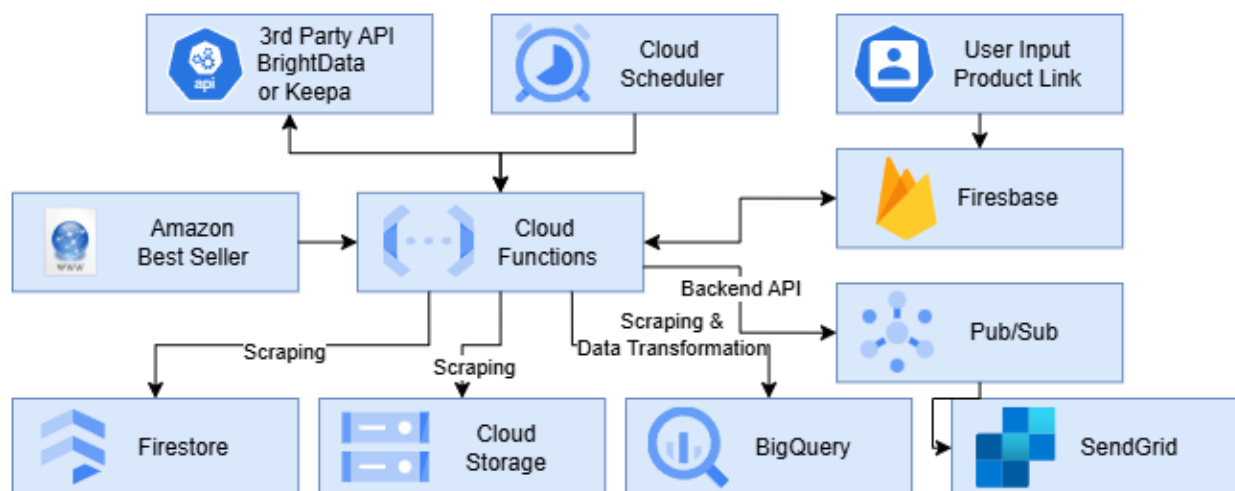 3rd Party API
BrightData
or Keepa
api
Cloud
Scheduler
User Input
Product Link
Amazon
Best Seller
WWW
Cloud
Functions
Firesbase
Backend API
Scraping &
Data Transformation
Scraping
Scraping
Pub/Sub
Firestore
Cloud
Storage
BigQuery
SendGrid